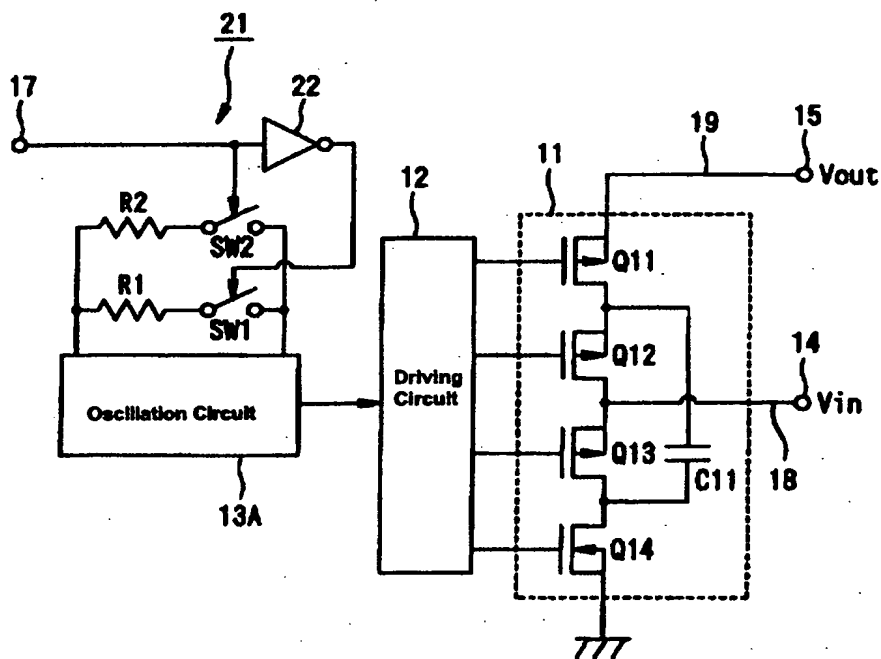 21
17
22
19
15
Vout
12
11
R2
SW2
Q11
R1
SW1
Q12
14
Driving
Circuit
Vin
Oscillation Circuit
Q13
C11
18
13A
Q14